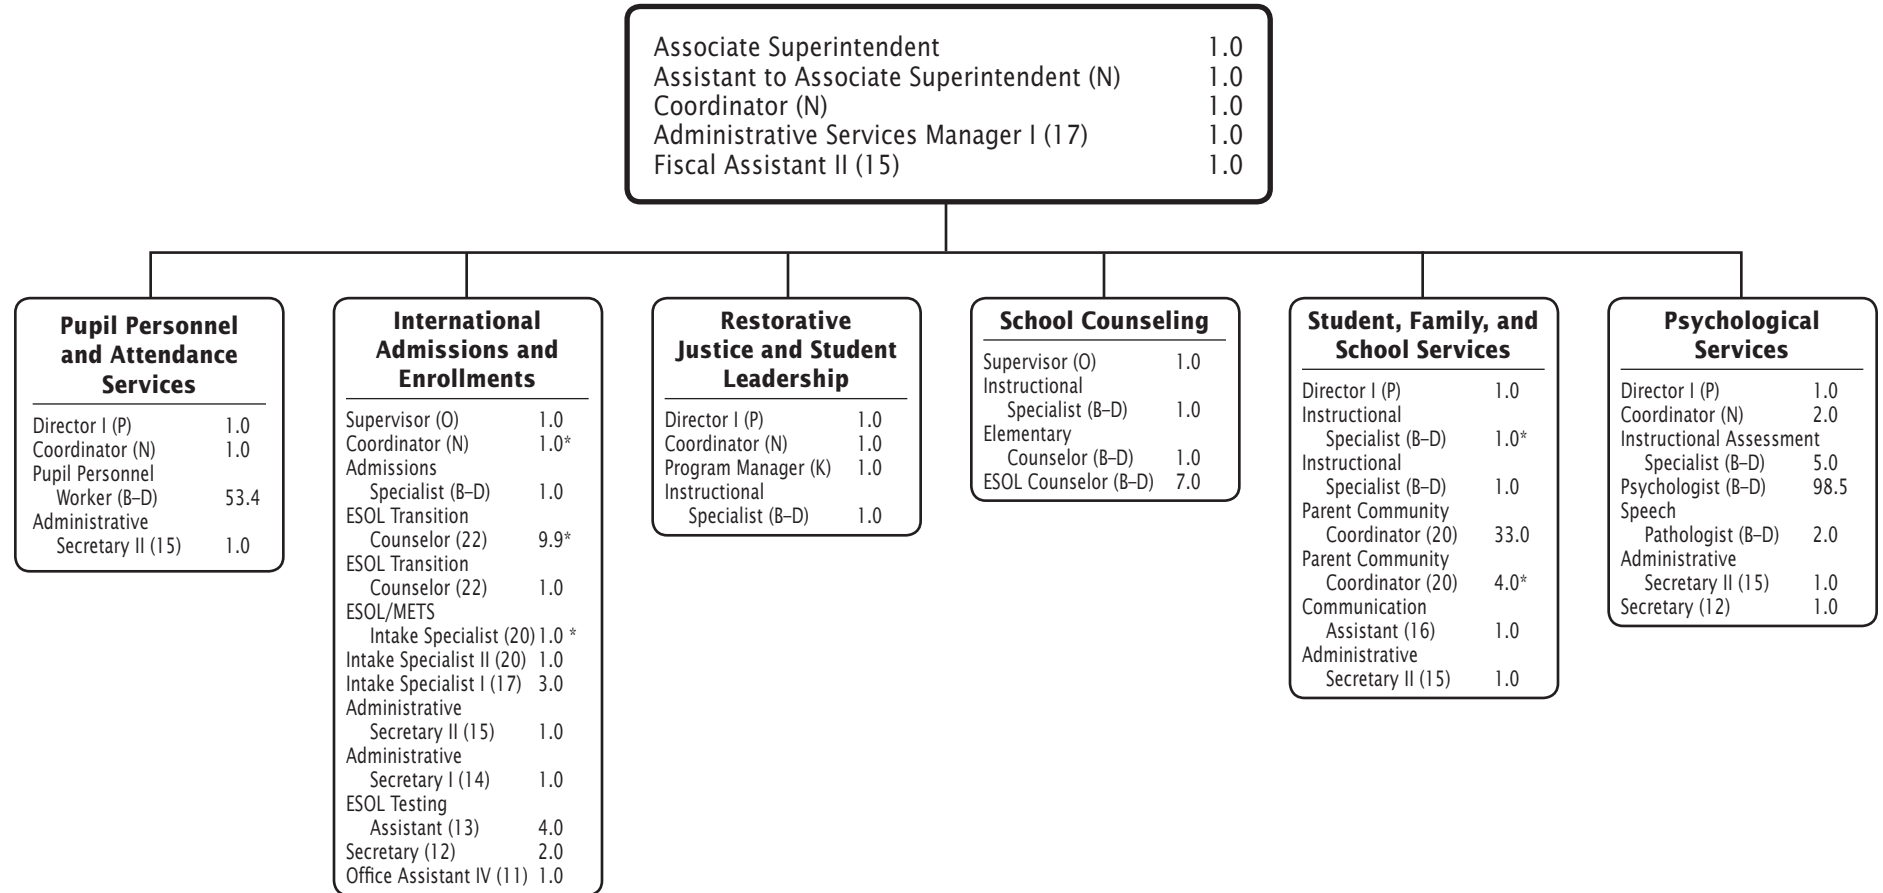 Associate Superintendent 1.0
Assistant to Associate Superintendent (N) 1.0
Coordinator (N) 1.0
Administrative Services Manager I (17) 1.0
Fiscal Assistant II (15) 1.0
Pupil Personnel
and Attendance
Services
Director I (P) 1.0
Coordinator (N) 1.0
Pupil Personnel
Worker (B–D) 53.4
Administrative
Secretary II (15) 1.0
International
Admissions and
Enrollments
Supervisor (O) 1.0
Coordinator (N) 1.0*
Admissions
Specialist (B–D) 1.0
ESOL Transition
Counselor (22) 9.9*
ESOL Transition
Counselor (22) 1.0
ESOL/METS
Intake Specialist (20) 1.0 *
Intake Specialist II (20) 1.0
Intake Specialist I (17) 3.0
Administrative
Secretary II (15) 1.0
Administrative
Secretary I (14) 1.0
ESOL Testing
Assistant (13) 4.0
Secretary (12) 2.0
Office Assistant IV (11) 1.0
Restorative
Justice and Student
Leadership
Director I (P) 1.0
Coordinator (N) 1.0
Program Manager (K) 1.0
Instructional
Specialist (B–D) 1.0
School Counseling
Supervisor (O) 1.0
Instructional
Specialist (B–D) 1.0
Elementary
Counselor (B–D) 1.0
ESOL Counselor (B–D) 7.0
Student, Family, and
School Services
Director I (P) 1.0
Instructional
Specialist (B–D) 1.0*
Instructional
Specialist (B–D) 1.0
Parent Community
Coordinator (20) 33.0
Parent Community
Coordinator (20) 4.0*
Communication
Assistant (16) 1.0
Administrative
Secretary II (15) 1.0
Psychological
Services
Director I (P) 1.0
Coordinator (N) 2.0
Instructional Assessment
Specialist (B–D) 5.0
Psychologist (B–D) 98.5
Speech
Pathologist (B–D) 2.0
Administrative
Secretary II (15) 1.0
Secretary (12) 1.0